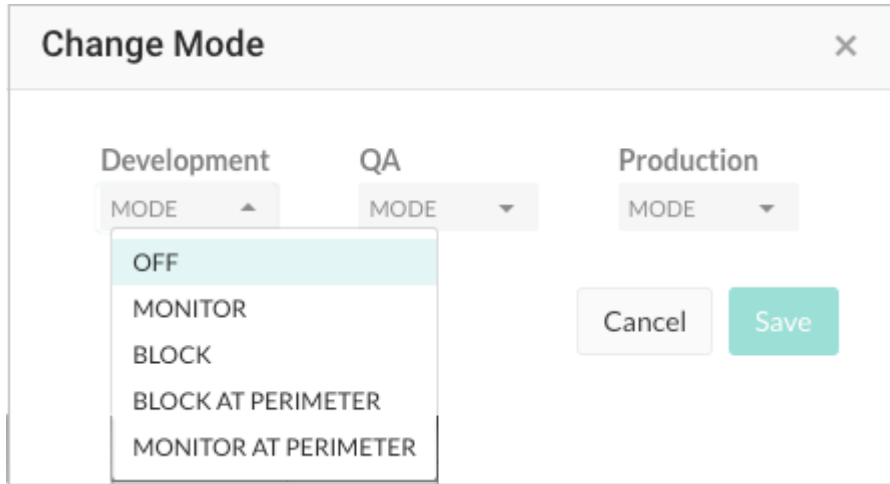 Change Mode ×
Development QA Production
MODE MODE MODE
OFF
MONITOR
BLOCK
BLOCK AT PERIMETER
MONITOR AT PERIMETER
Cancel Save